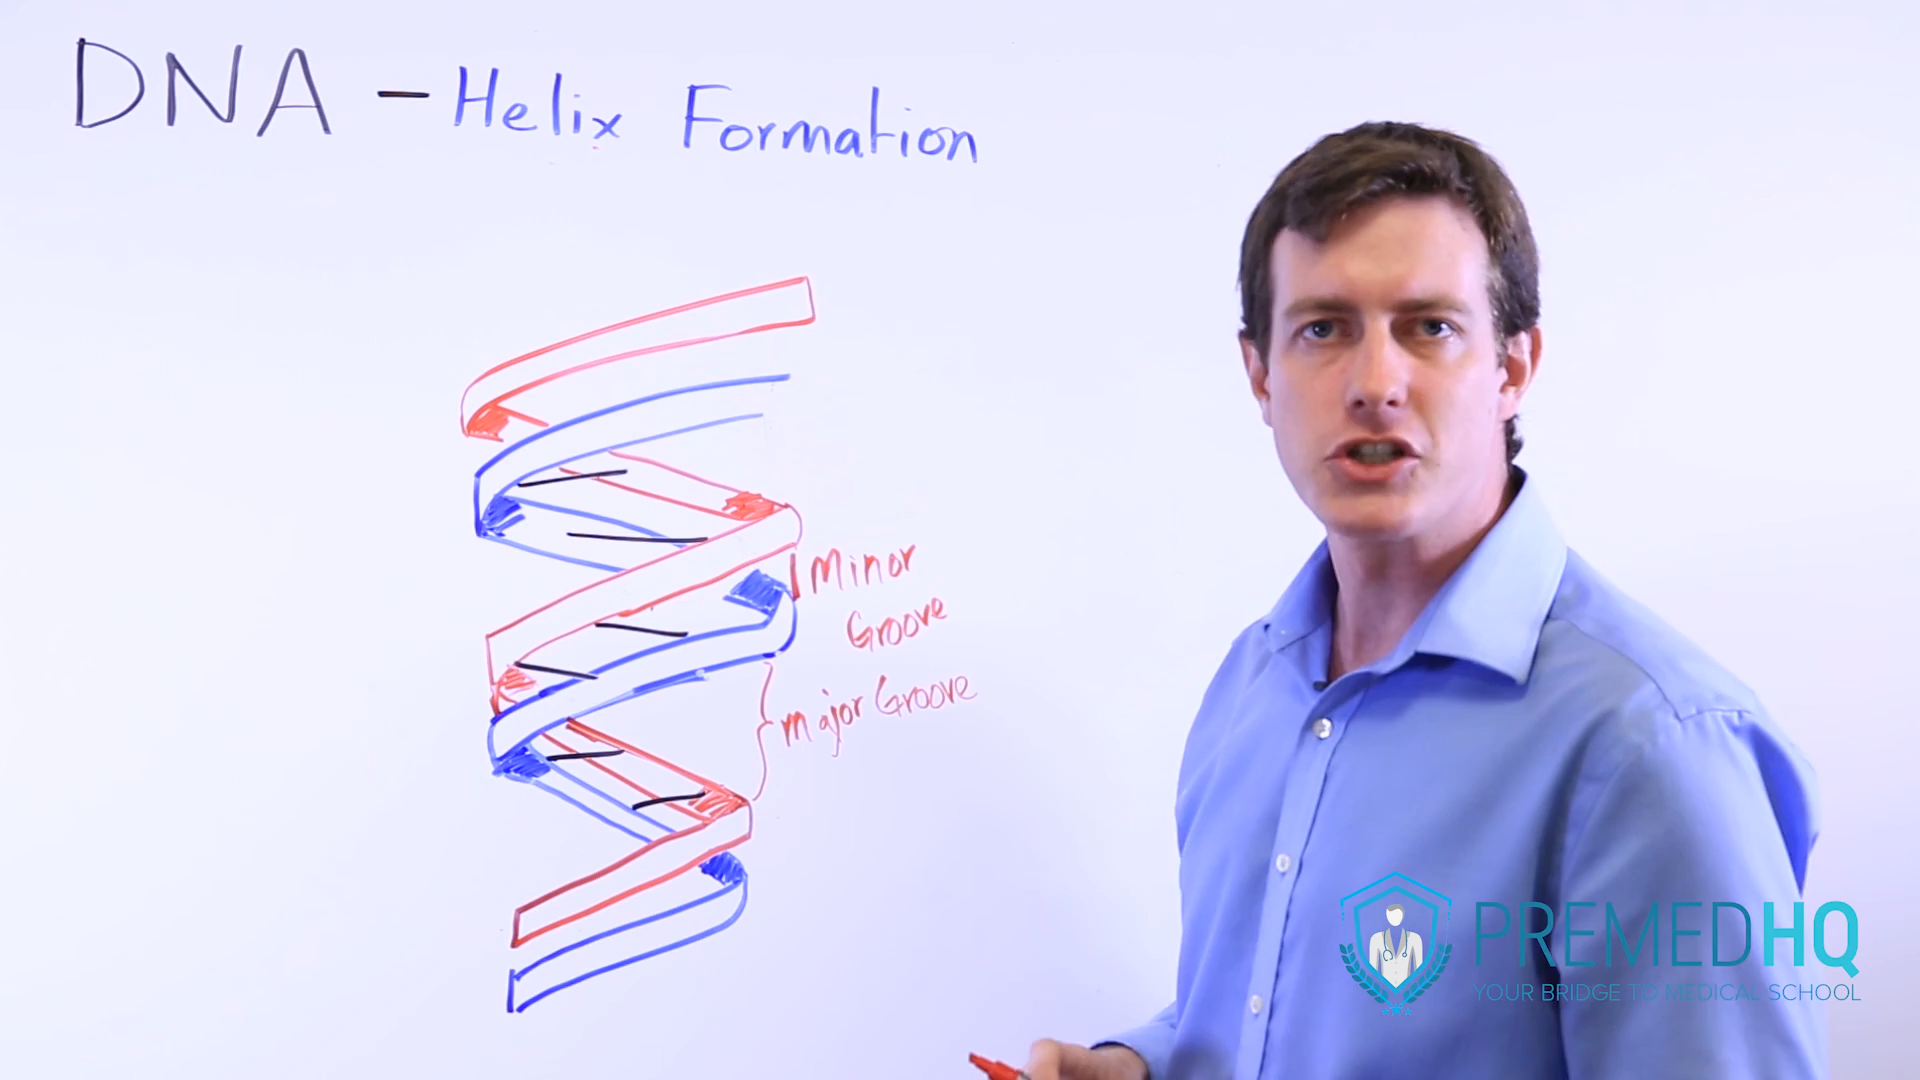 DNA - Helix Formation
Minor
Groove
major Groove
PREMEDHQ
YOUR BRIDGE TO MEDICAL SCHOOL